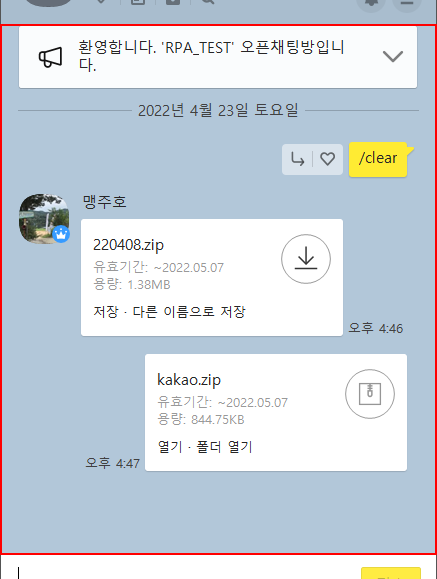 환영합니다. 'RPA_TEST' 오픈채팅방입니
다.
2022년 4월 23일 토요일
/clear
맹주호
220408.zip
유효기간: ~2022.05.07
용량: 1.38MB
저장 · 다른 이름으로 저장
오후 4:46
kakao.zip
유효기간: ~2022.05.07
용량: 844.75KB
열기 · 폴더 열기
오후 4:47